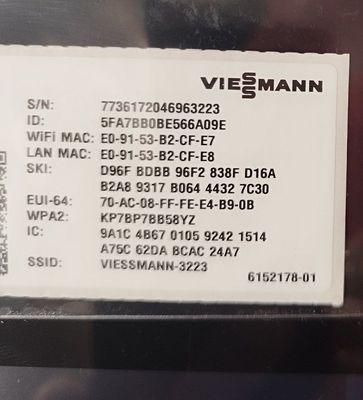 VIESSMANN
S/N: 7736172046963223
ID: 5FA7BB0BE566A09E
WiFi MAC: E0-91-53-B2-CF-E7
LAN MAC: E0-91-53-B2-CF-E8
SKI: D96F BDBB 96F2 838F D16A
B2A8 9317 B064 4432 7C30
EUI-64: 70-AC-08-FF-FE-E4-B9-0B
WPA2: KP7BP7BB58YZ
IC: 9A1C 4B67 0105 9242 1514
A75C 62DA BCAC 24A7
SSID: VIESSMANN-3223
6152178-01